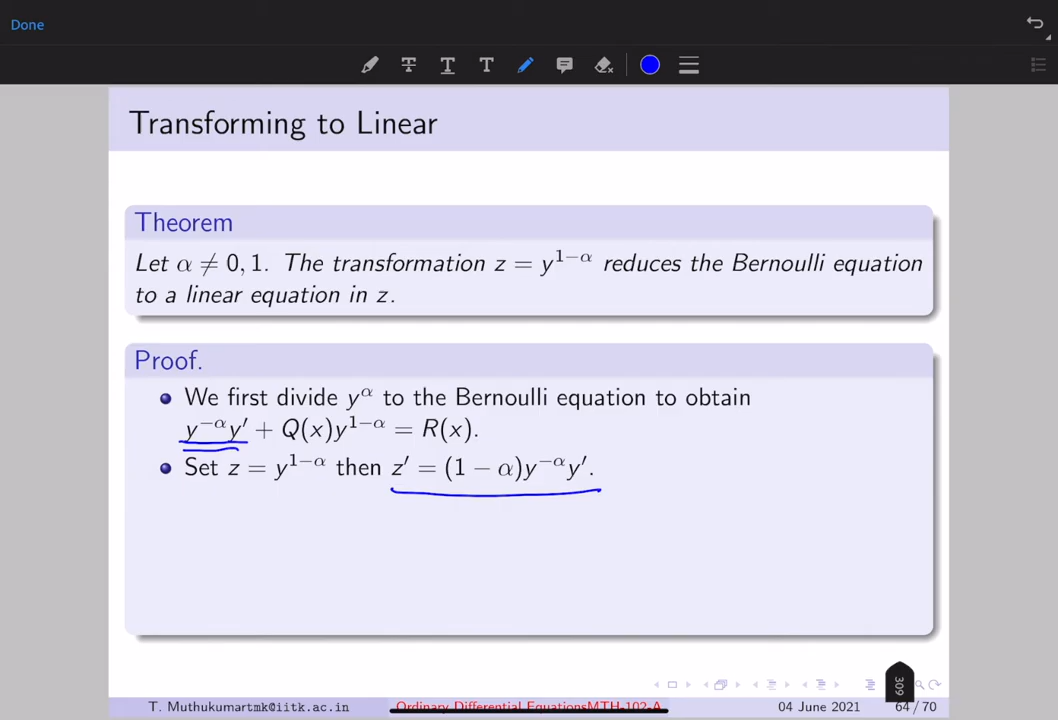 Done
Transforming to Linear
Theorem
Let α ≠ 0, 1. The transformation z = y^{1−α} reduces the Bernoulli equation
to a linear equation in z.
Proof.
We first divide y^α to the Bernoulli equation to obtain
y^{−α}y′ + Q(x)y^{1−α} = R(x).
Set z = y^{1−α} then z′ = (1 − α)y^{−α}y′.
309
T. Muthukumartmk@iitk.ac.in Ordinary Differential EquationsMTH-102-A 04 June 2021 64 / 70